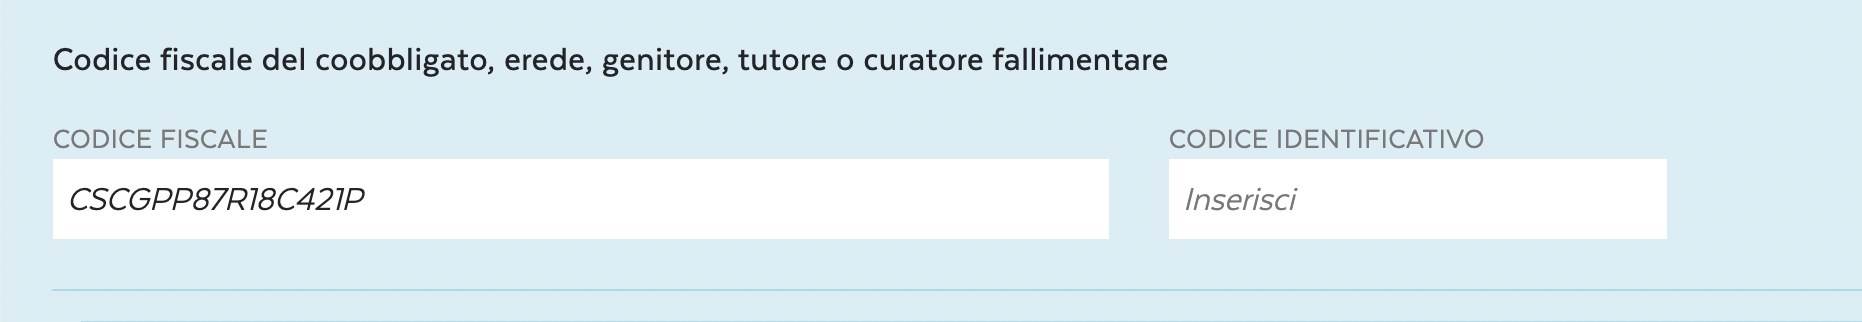 Codice fiscale del coobbligato, erede, genitore, tutore o curatore fallimentare
CODICE FISCALE
CSCGPP87R18C421P
CODICE IDENTIFICATIVO
Inserisci